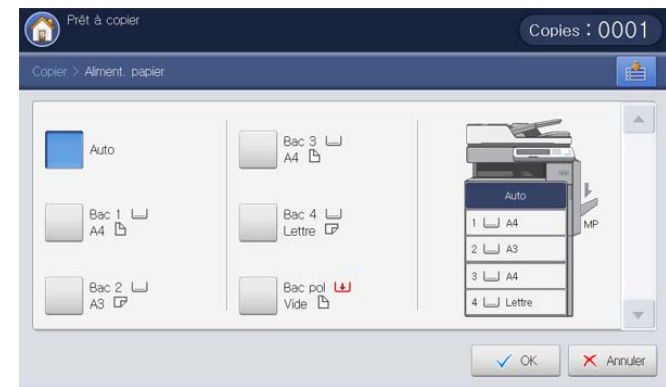 Prêt à copier
Copies : 0001
Copier > Aliment. papier
Auto
Bac 1
A4
Bac 2
A3
Bac 3
A4
Bac 4
Lettre
Bac pol
Vide
Auto
1 A4
2 A3
3 A4
4 Lettre
MP
OK
Annuler